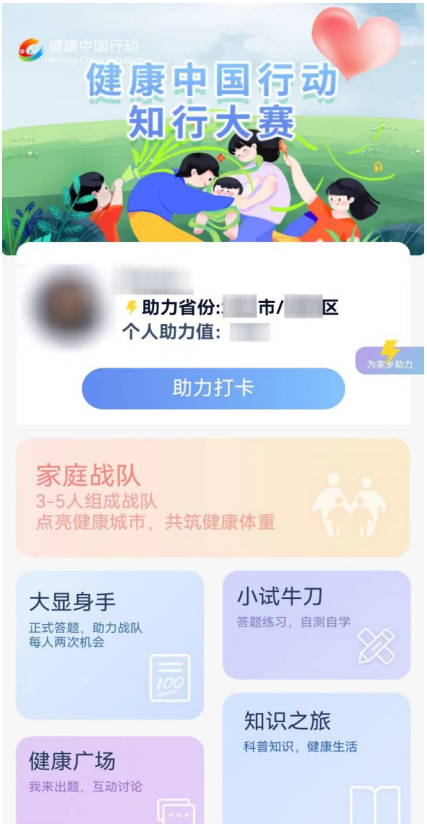 健康中国行动
Healthy China Initiative
健康中国行动
知行大赛
助力省份:
市/
区
个人助力值：
为家乡助力
助力打卡
家庭战队
3-5人组成战队
点亮健康城市，共筑健康体重
大显身手
正式答题，助力战队
每人两次机会
100
小试牛刀
答题练习，自测自学
知识之旅
科普知识，健康生活
健康广场
我来出题，互动讨论